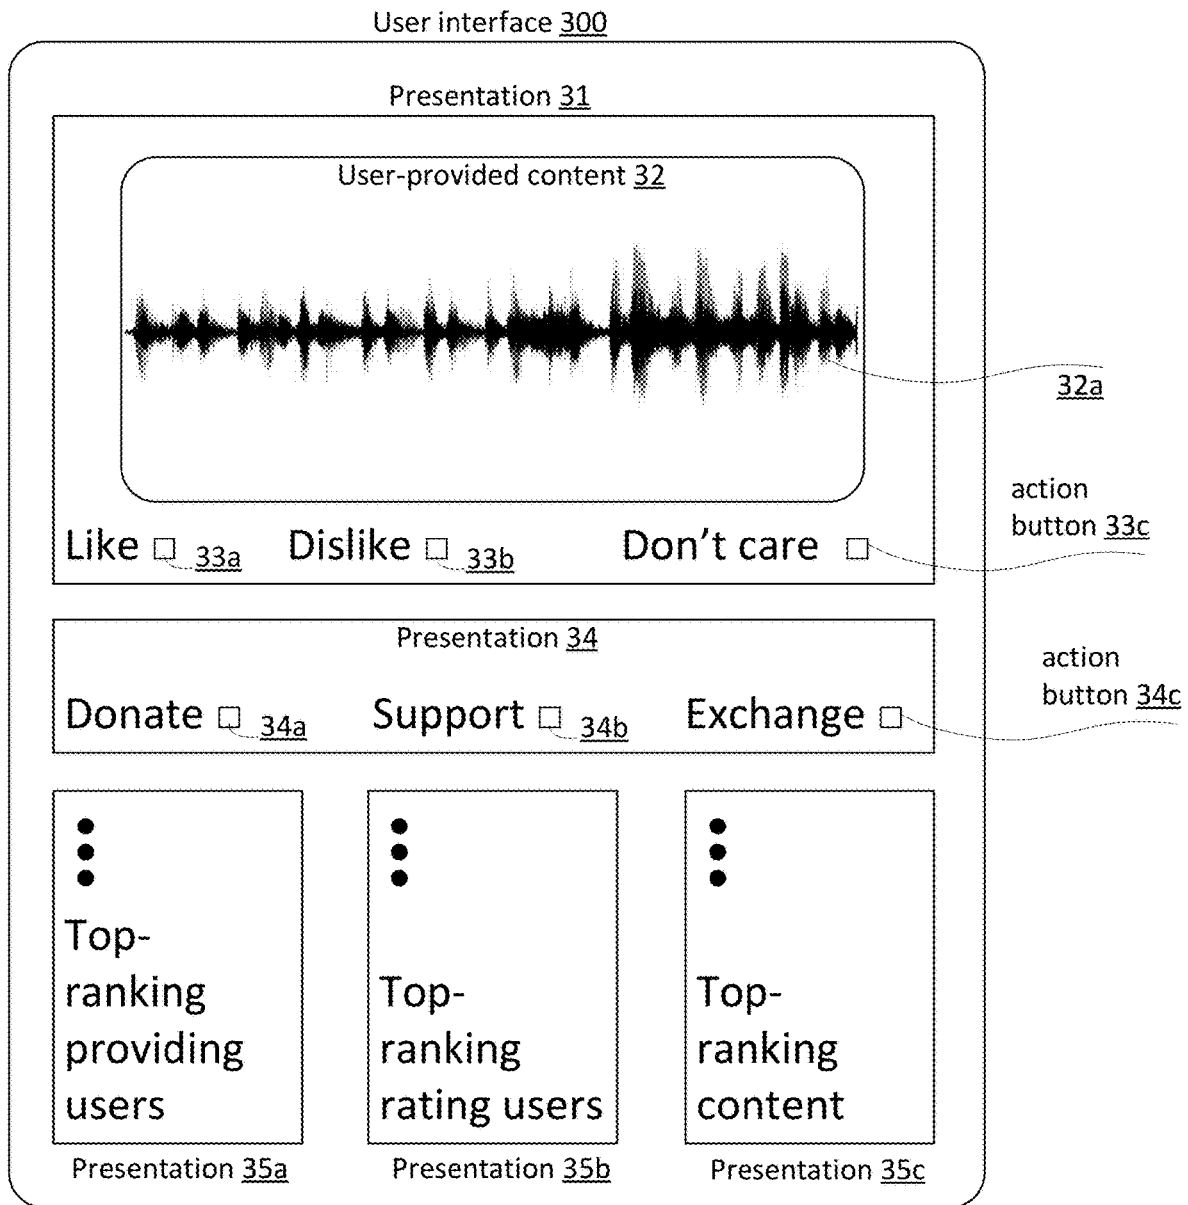 User interface 300
Presentation 31
User-provided content 32
32a
action
button 33c
Like 33a Dislike 33b Don't care
Presentation 34
action
button 34c
Donate 34a Support 34b Exchange
Top-
ranking
providing
users
Top-
ranking
rating users
Top-
ranking
content
Presentation 35a
Presentation 35b
Presentation 35c